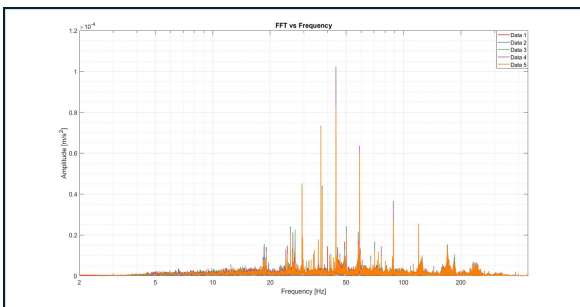 FFT vs Frequency
1.2 ×10⁻⁴
1
0.8
0.6
0.4
0.2
0
Amplitude [m/s²]
2 5 10 20 50 100 200
Frequency [Hz]
Data 1
Data 2
Data 3
Data 4
Data 5